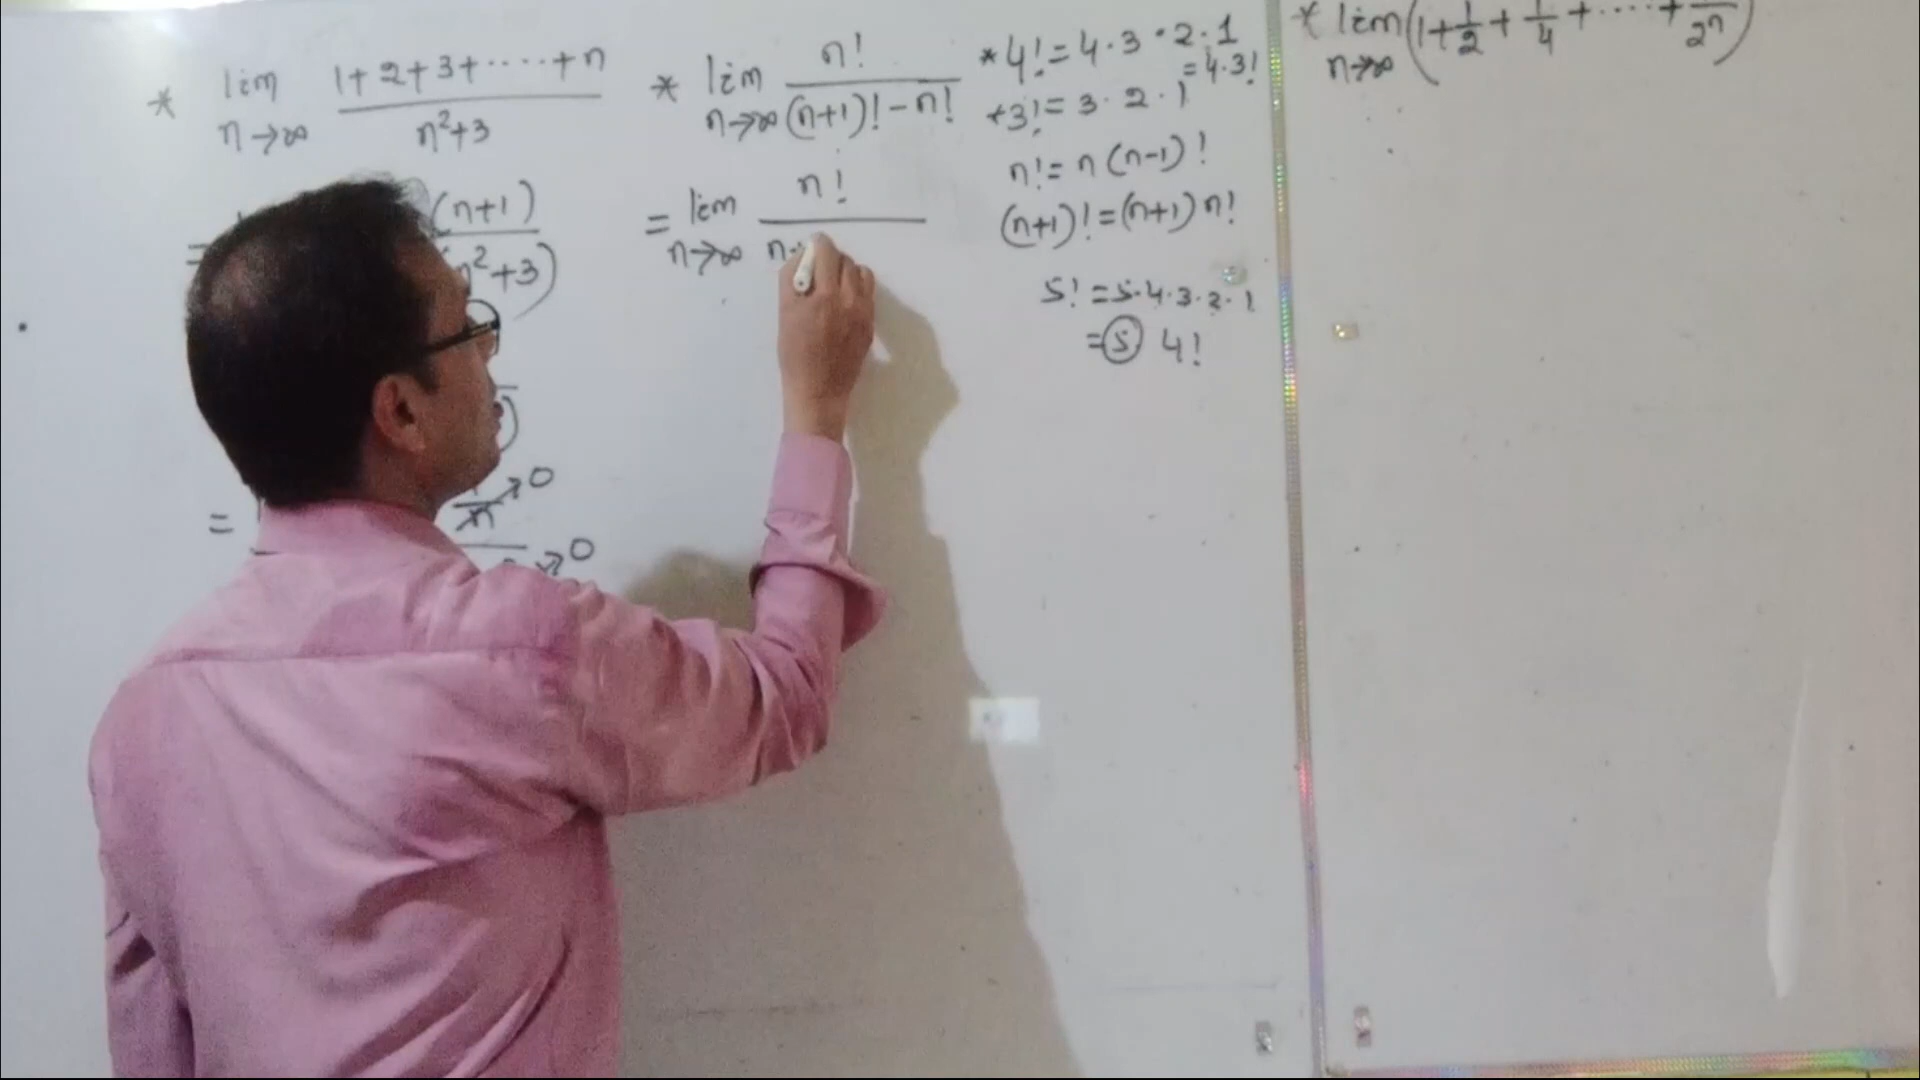 * lim n→∞ 1+2+3+·····+n / n²+3
= (n+1) / n²+3)
= 1/n →0
→0
* lim n→∞ n! / (n+1)! - n!
= lim n→∞ n! / n+
*4! = 4·3·2·1
= 4·3!
*3! = 3·2·1
n! = n(n-1)!
(n+1)! = (n+1)n!
5! = 5·4·3·2·1
= 5 4!
* lim n→∞ (1+1/2+1/4+·····+1/2ⁿ)